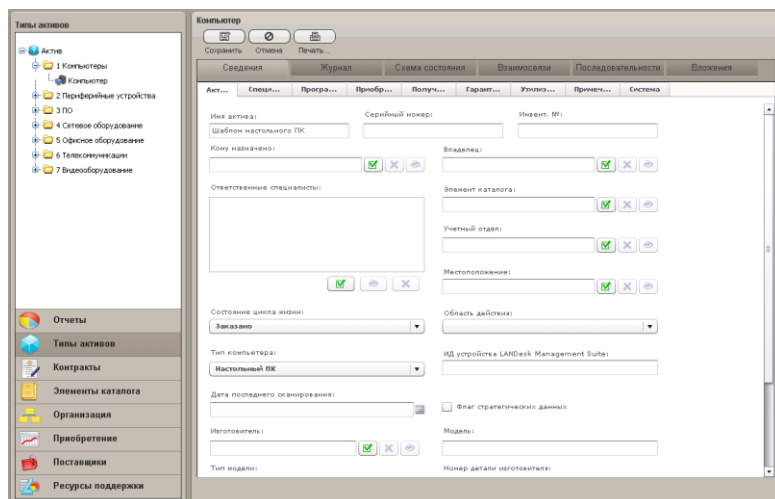 Типы активов
Актив
1 Компьютеры
Компьютер
2 Периферийные устройства
3 ПО
4 Сетевое оборудование
5 Офисное оборудование
6 Телекоммуникации
7 Видеооборудование
Отчеты
Типы активов
Контракты
Элементы каталога
Организация
Приобретение
Поставщики
Ресурсы поддержки
Компьютер
Сохранить Отмена Печать...
Сведения Журнал Схема состояния Взаимосвязи Последовательности Вложения
Акт... Специ... Програ... Приобр... Получ... Гарант... Утилиз... Примеч... Система
Имя актива: Серийный номер: Инвент. №:
Шаблон настольного ПК
Кому назначено: Владелец:
Ответственные специалисты: Элемент каталога:
Учетный отдел:
Местоположение:
Состояние цикла жизни: Область действия:
Заказано
Тип компьютера: ИД устройства LANDesk Management Suite:
Настольный ПК
Дата последнего сканирования:
Флаг стратегических данных
Изготовитель: Модель:
Тип модели: Номер детали изготовителя: